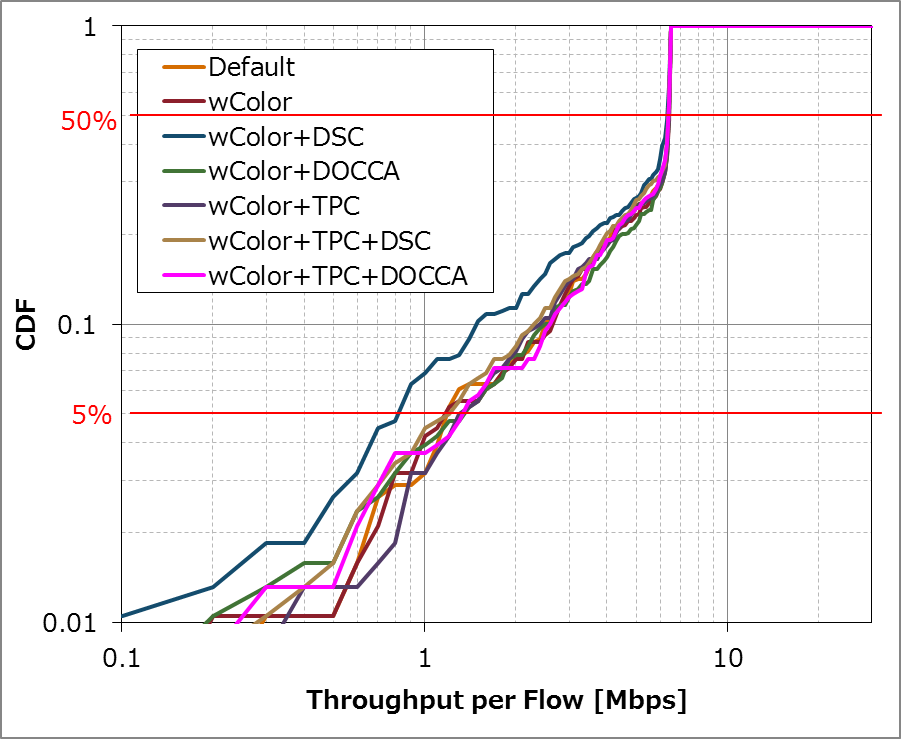 1
Default
wColor
50%
wColor+DSC
wColor+DOCCA
wColor+TPC
wColor+TPC+DSC
wColor+TPC+DOCCA
CDF
0.1
5%
0.01
0.1 1 10
Throughput per Flow [Mbps]